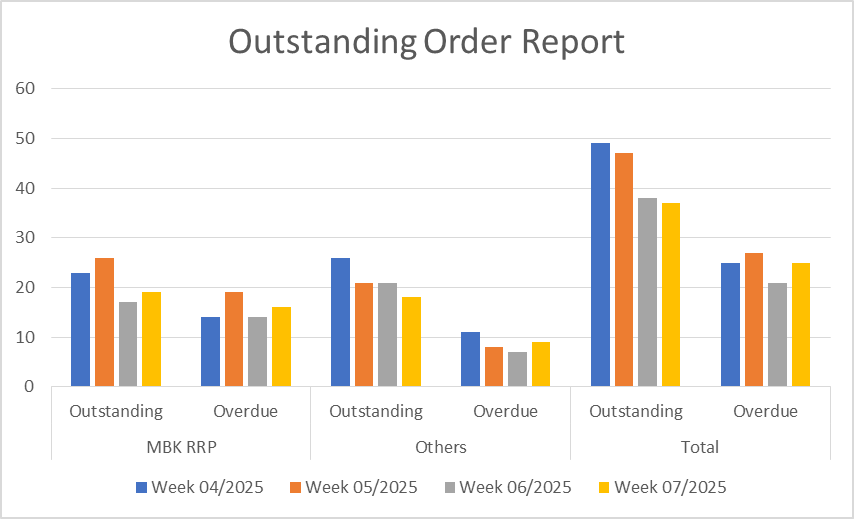 Outstanding Order Report
60
50
40
30
20
10
0
Outstanding Overdue Outstanding Overdue Outstanding Overdue
MBK RRP Others Total
Week 04/2025 Week 05/2025 Week 06/2025 Week 07/2025